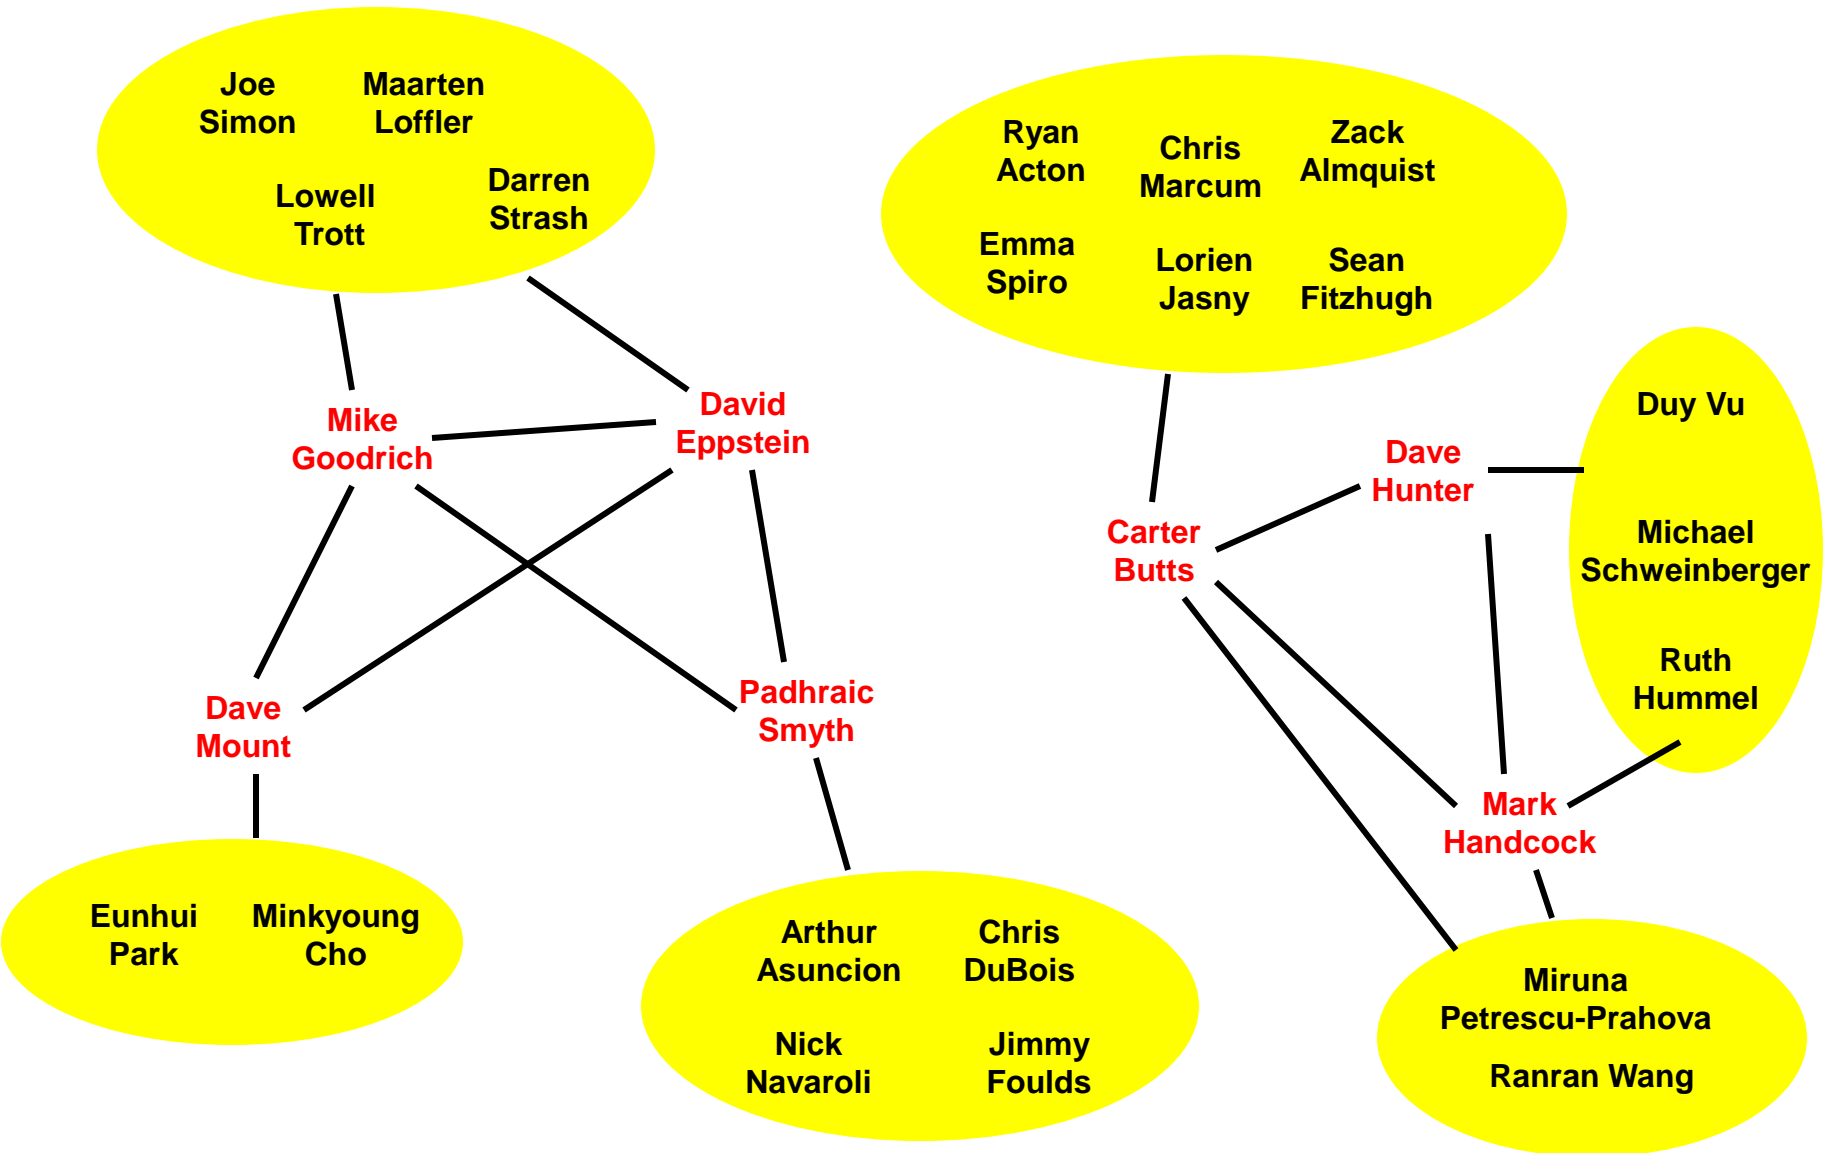 Joe
Simon
Maarten
Loffler
Lowell
Trott
Darren
Strash
Ryan
Acton
Chris
Marcum
Zack
Almquist
Emma
Spiro
Lorien
Jasny
Sean
Fitzhugh
Mike
Goodrich
David
Eppstein
Carter
Butts
Dave
Hunter
Duy Vu
Michael
Schweinberger
Ruth
Hummel
Dave
Mount
Padhraic
Smyth
Mark
Handcock
Eunhui
Park
Minkyoung
Cho
Arthur
Asuncion
Chris
DuBois
Nick
Navaroli
Jimmy
Foulds
Miruna
Petrescu-Prahova
Ranran Wang